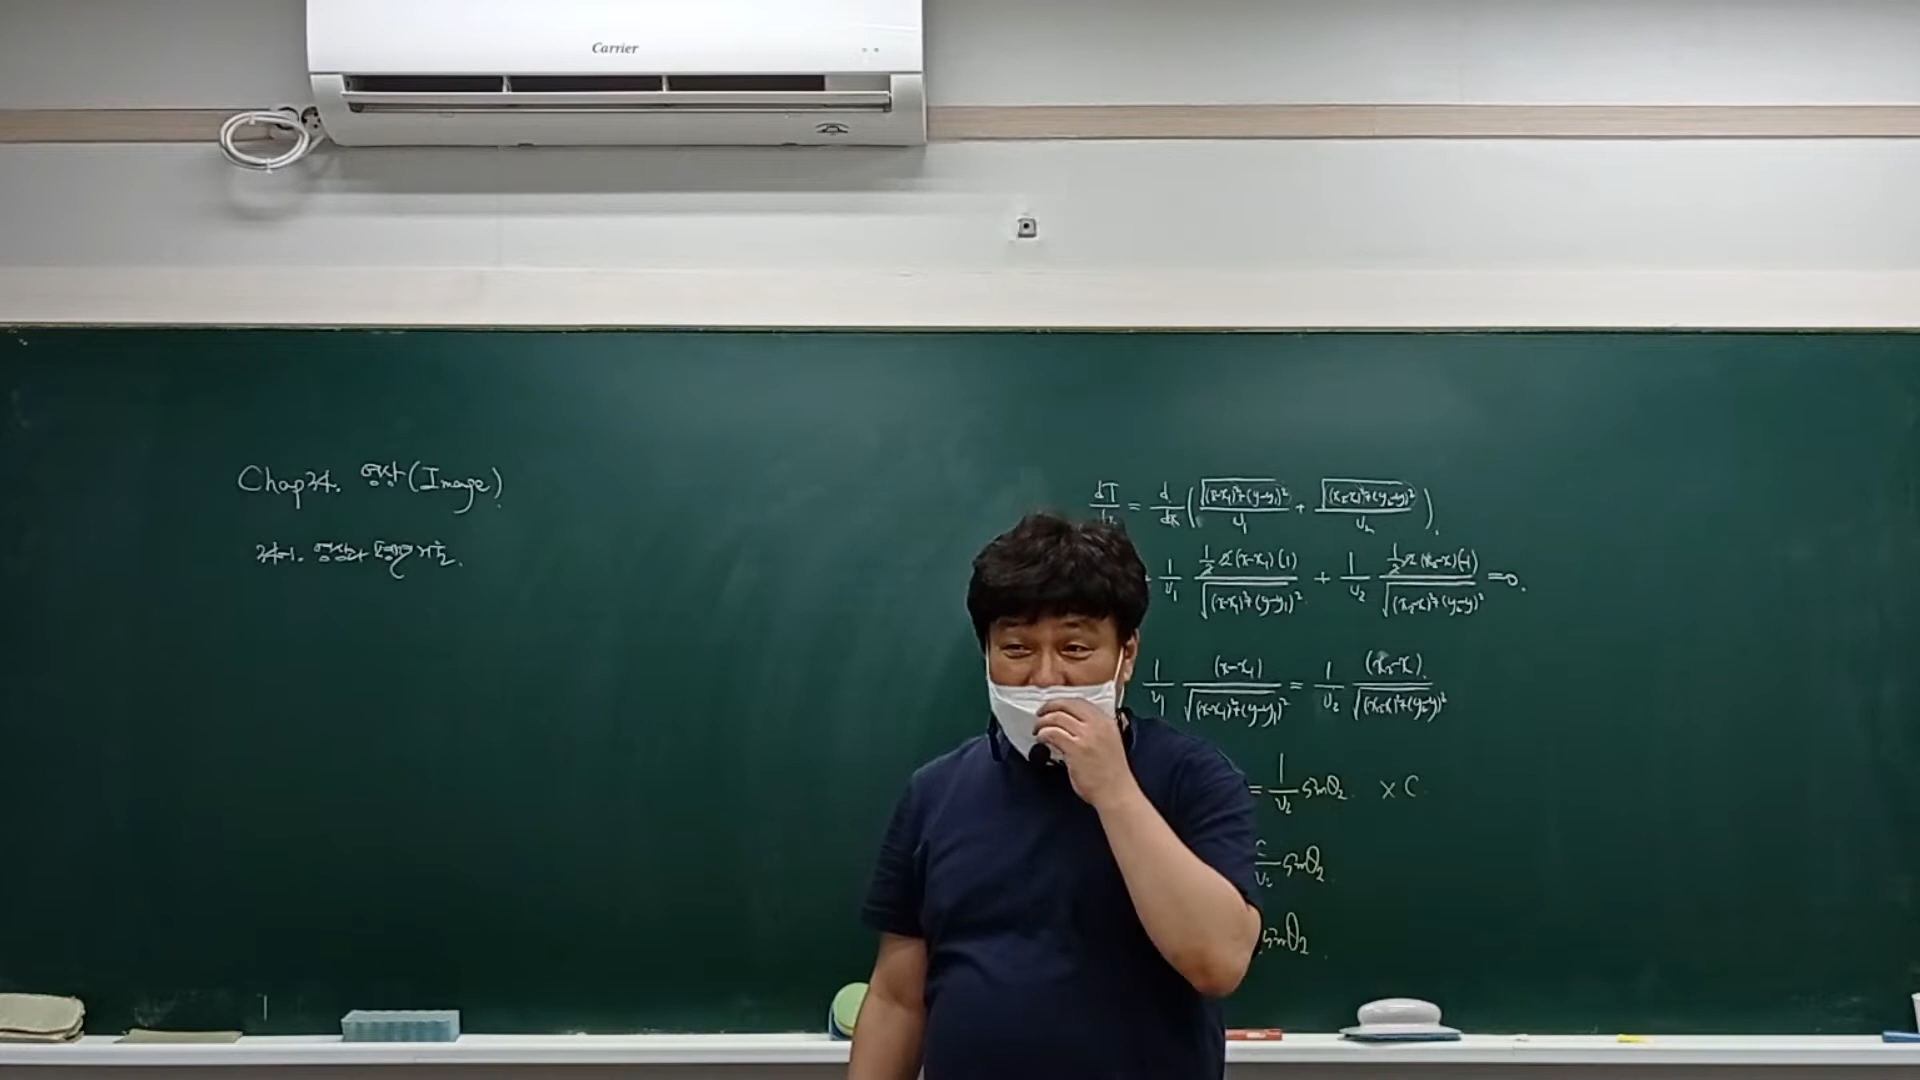 Carrier
Chap34. 영상(Image).
34-1. 영상과 평면거울.
dT/dx = d/dx ( √((x-x₁)²+(y-y₁)²) / v₁ + √((x₂-x)²+(y₂-y)²) / v₂ ).
1/v₁ · ½ 2(x-x₁)(1) / √((x-x₁)²+(y-y₁)²) + 1/v₂ · ½ 2(x₂-x)(-1) / √((x₂-x)²+(y₂-y)²) = 0.
1/v₁ · (x-x₁) / √((x-x₁)²+(y-y₁)²) = 1/v₂ · (x₂-x) / √((x₂-x)²+(y₂-y)²)
= 1/v₂ sinθ₂. × C.
c/v₂ sinθ₂.
sinθ₂.